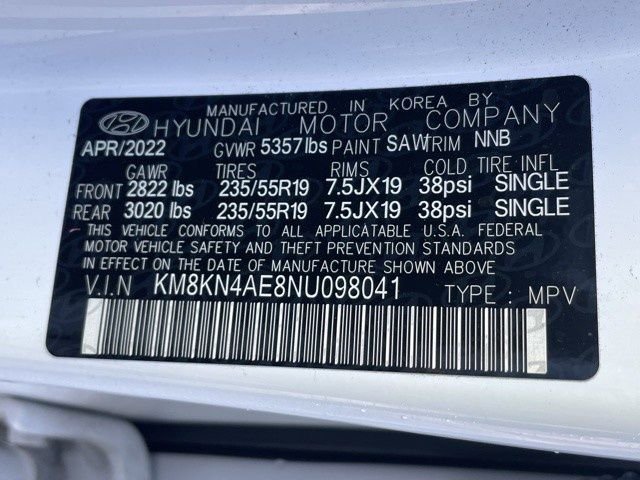 MANUFACTURED IN KOREA BY
HYUNDAI MOTOR COMPANY
APR/2022 GVWR 5357lbs PAINT SAW TRIM NNB
GAWR TIRES RIMS COLD TIRE INFL
FRONT 2822 lbs 235/55R19 7.5JX19 38psi SINGLE
REAR 3020 lbs 235/55R19 7.5JX19 38psi SINGLE
THIS VEHICLE CONFORMS TO ALL APPLICATABLE U.S.A. FEDERAL
MOTOR VEHICLE SAFETY AND THEFT PREVENTION STANDARDS
IN EFFECT ON THE DATE OF MANUFACTURE SHOWN ABOVE
V.I.N KM8KN4AE8NU098041 TYPE : MPV